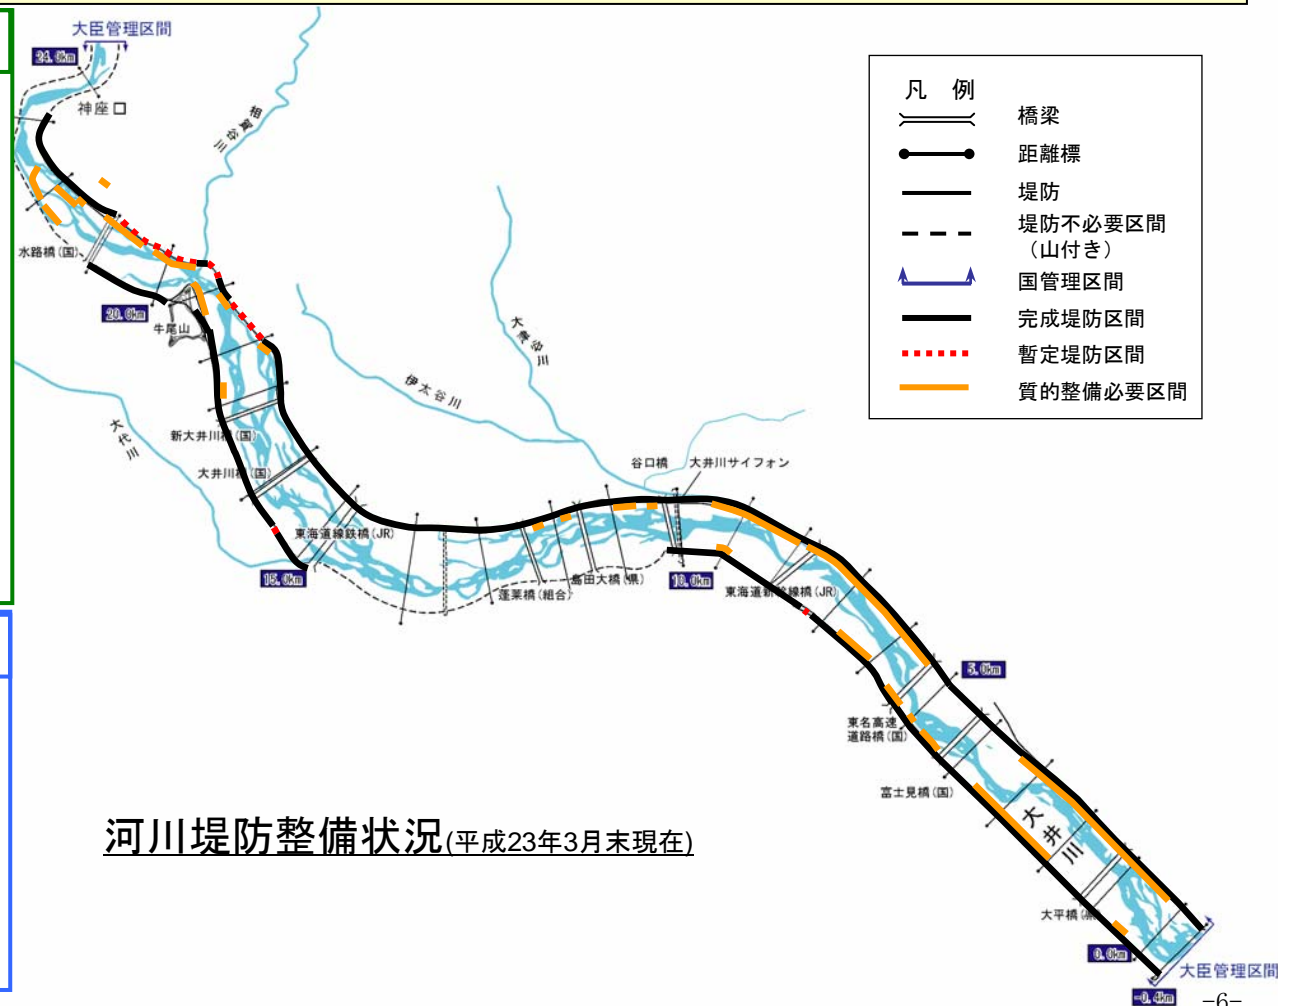 大臣管理区間
24.0km
神座口
相賀谷川
水路橋(国)
20.0km
牛尾山
大津谷川
伊太谷川
大代川
新大井川橋(国)
大井川橋(国)
東海道線鉄橋(JR)
15.0km
谷口橋
大井川サイフォン
蓬莱橋(組合)
島田大橋(県)
10.0km
東海道新幹線橋(JR)
5.0km
東名高速
道路橋(国)
富士見橋(国)
大井川
大平橋(県)
0.0km
-0.4km
大臣管理区間
凡 例
橋梁
距離標
堤防
堤防不必要区間
(山付き)
国管理区間
完成堤防区間
暫定堤防区間
質的整備必要区間
河川堤防整備状況(平成23年3月末現在)
-6-